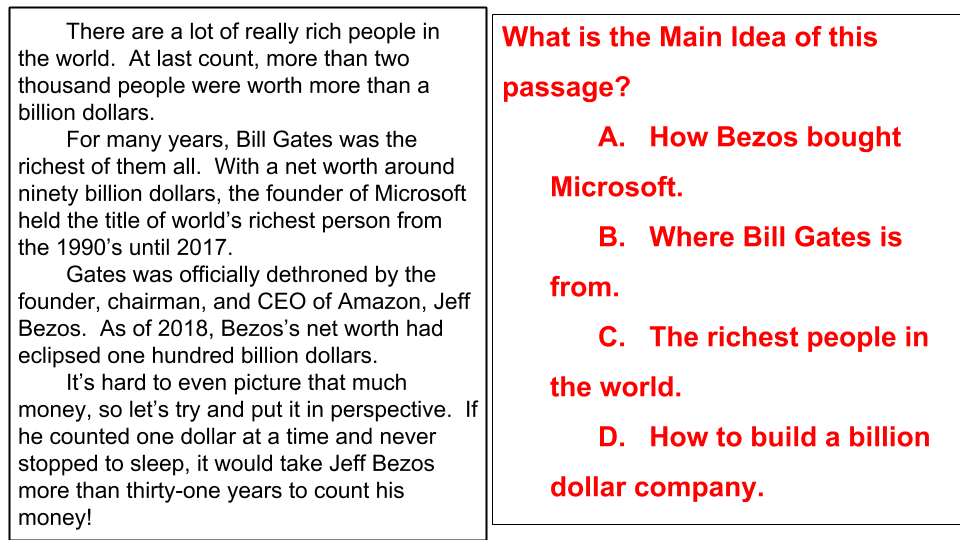 There are a lot of really rich people in
the world.  At last count, more than two
thousand people were worth more than a
billion dollars.
For many years, Bill Gates was the
richest of them all.  With a net worth around
ninety billion dollars, the founder of Microsoft
held the title of world’s richest person from
the 1990’s until 2017.
Gates was officially dethroned by the
founder, chairman, and CEO of Amazon, Jeff
Bezos.  As of 2018, Bezos’s net worth had
eclipsed one hundred billion dollars.
It’s hard to even picture that much
money, so let’s try and put it in perspective.  If
he counted one dollar at a time and never
stopped to sleep, it would take Jeff Bezos
more than thirty-one years to count his
money!
What is the Main Idea of this
passage?
A.   How Bezos bought
Microsoft.
B.   Where Bill Gates is
from.
C.   The richest people in
the world.
D.   How to build a billion
dollar company.